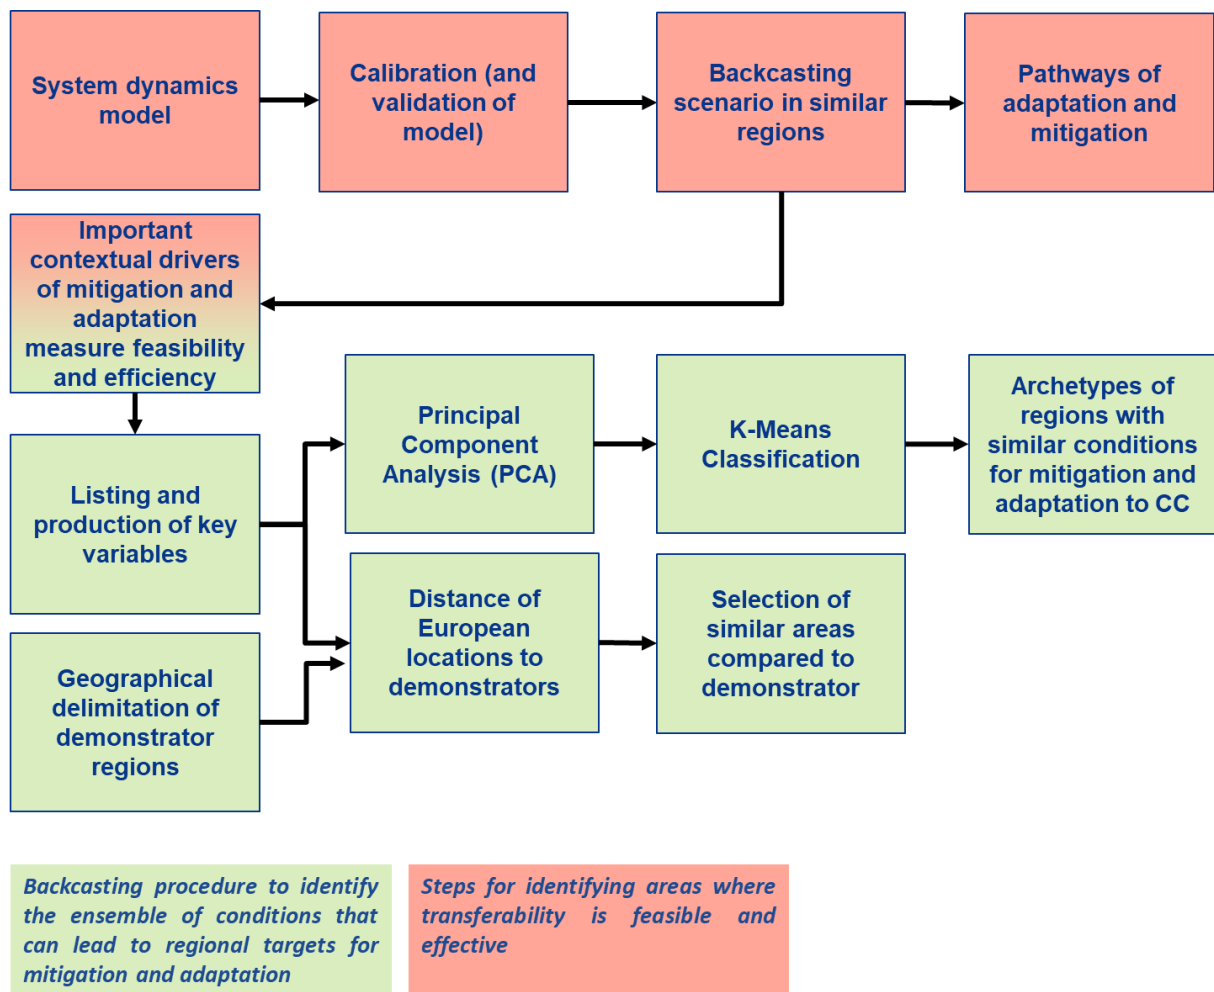 System dynamics
model
Calibration (and
validation of
model)
Backcasting
scenario in similar
regions
Pathways of
adaptation and
mitigation
Important
contextual drivers
of mitigation and
adaptation
measure feasibility
and efficiency
Listing and
production of key
variables
Principal
Component
Analysis (PCA)
K-Means
Classification
Archetypes of
regions with
similar conditions
for mitigation and
adaptation to CC
Geographical
delimitation of
demonstrator
regions
Distance of
European
locations to
demonstrators
Selection of
similar areas
compared to
demonstrator
Backcasting procedure to identify
the ensemble of conditions that
can lead to regional targets for
mitigation and adaptation
Steps for identifying areas where
transferability is feasible and
effective